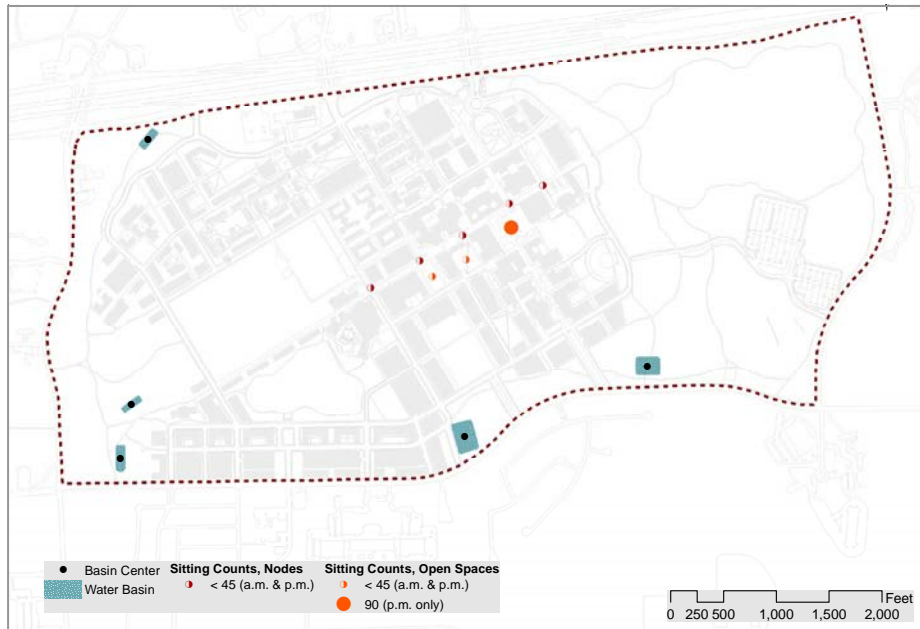 Basin Center
Water Basin
Sitting Counts, Nodes
< 45 (a.m. & p.m.)
Sitting Counts, Open Spaces
< 45 (a.m. & p.m.)
90 (p.m. only)
Feet
0 250 500 1,000 1,500 2,000